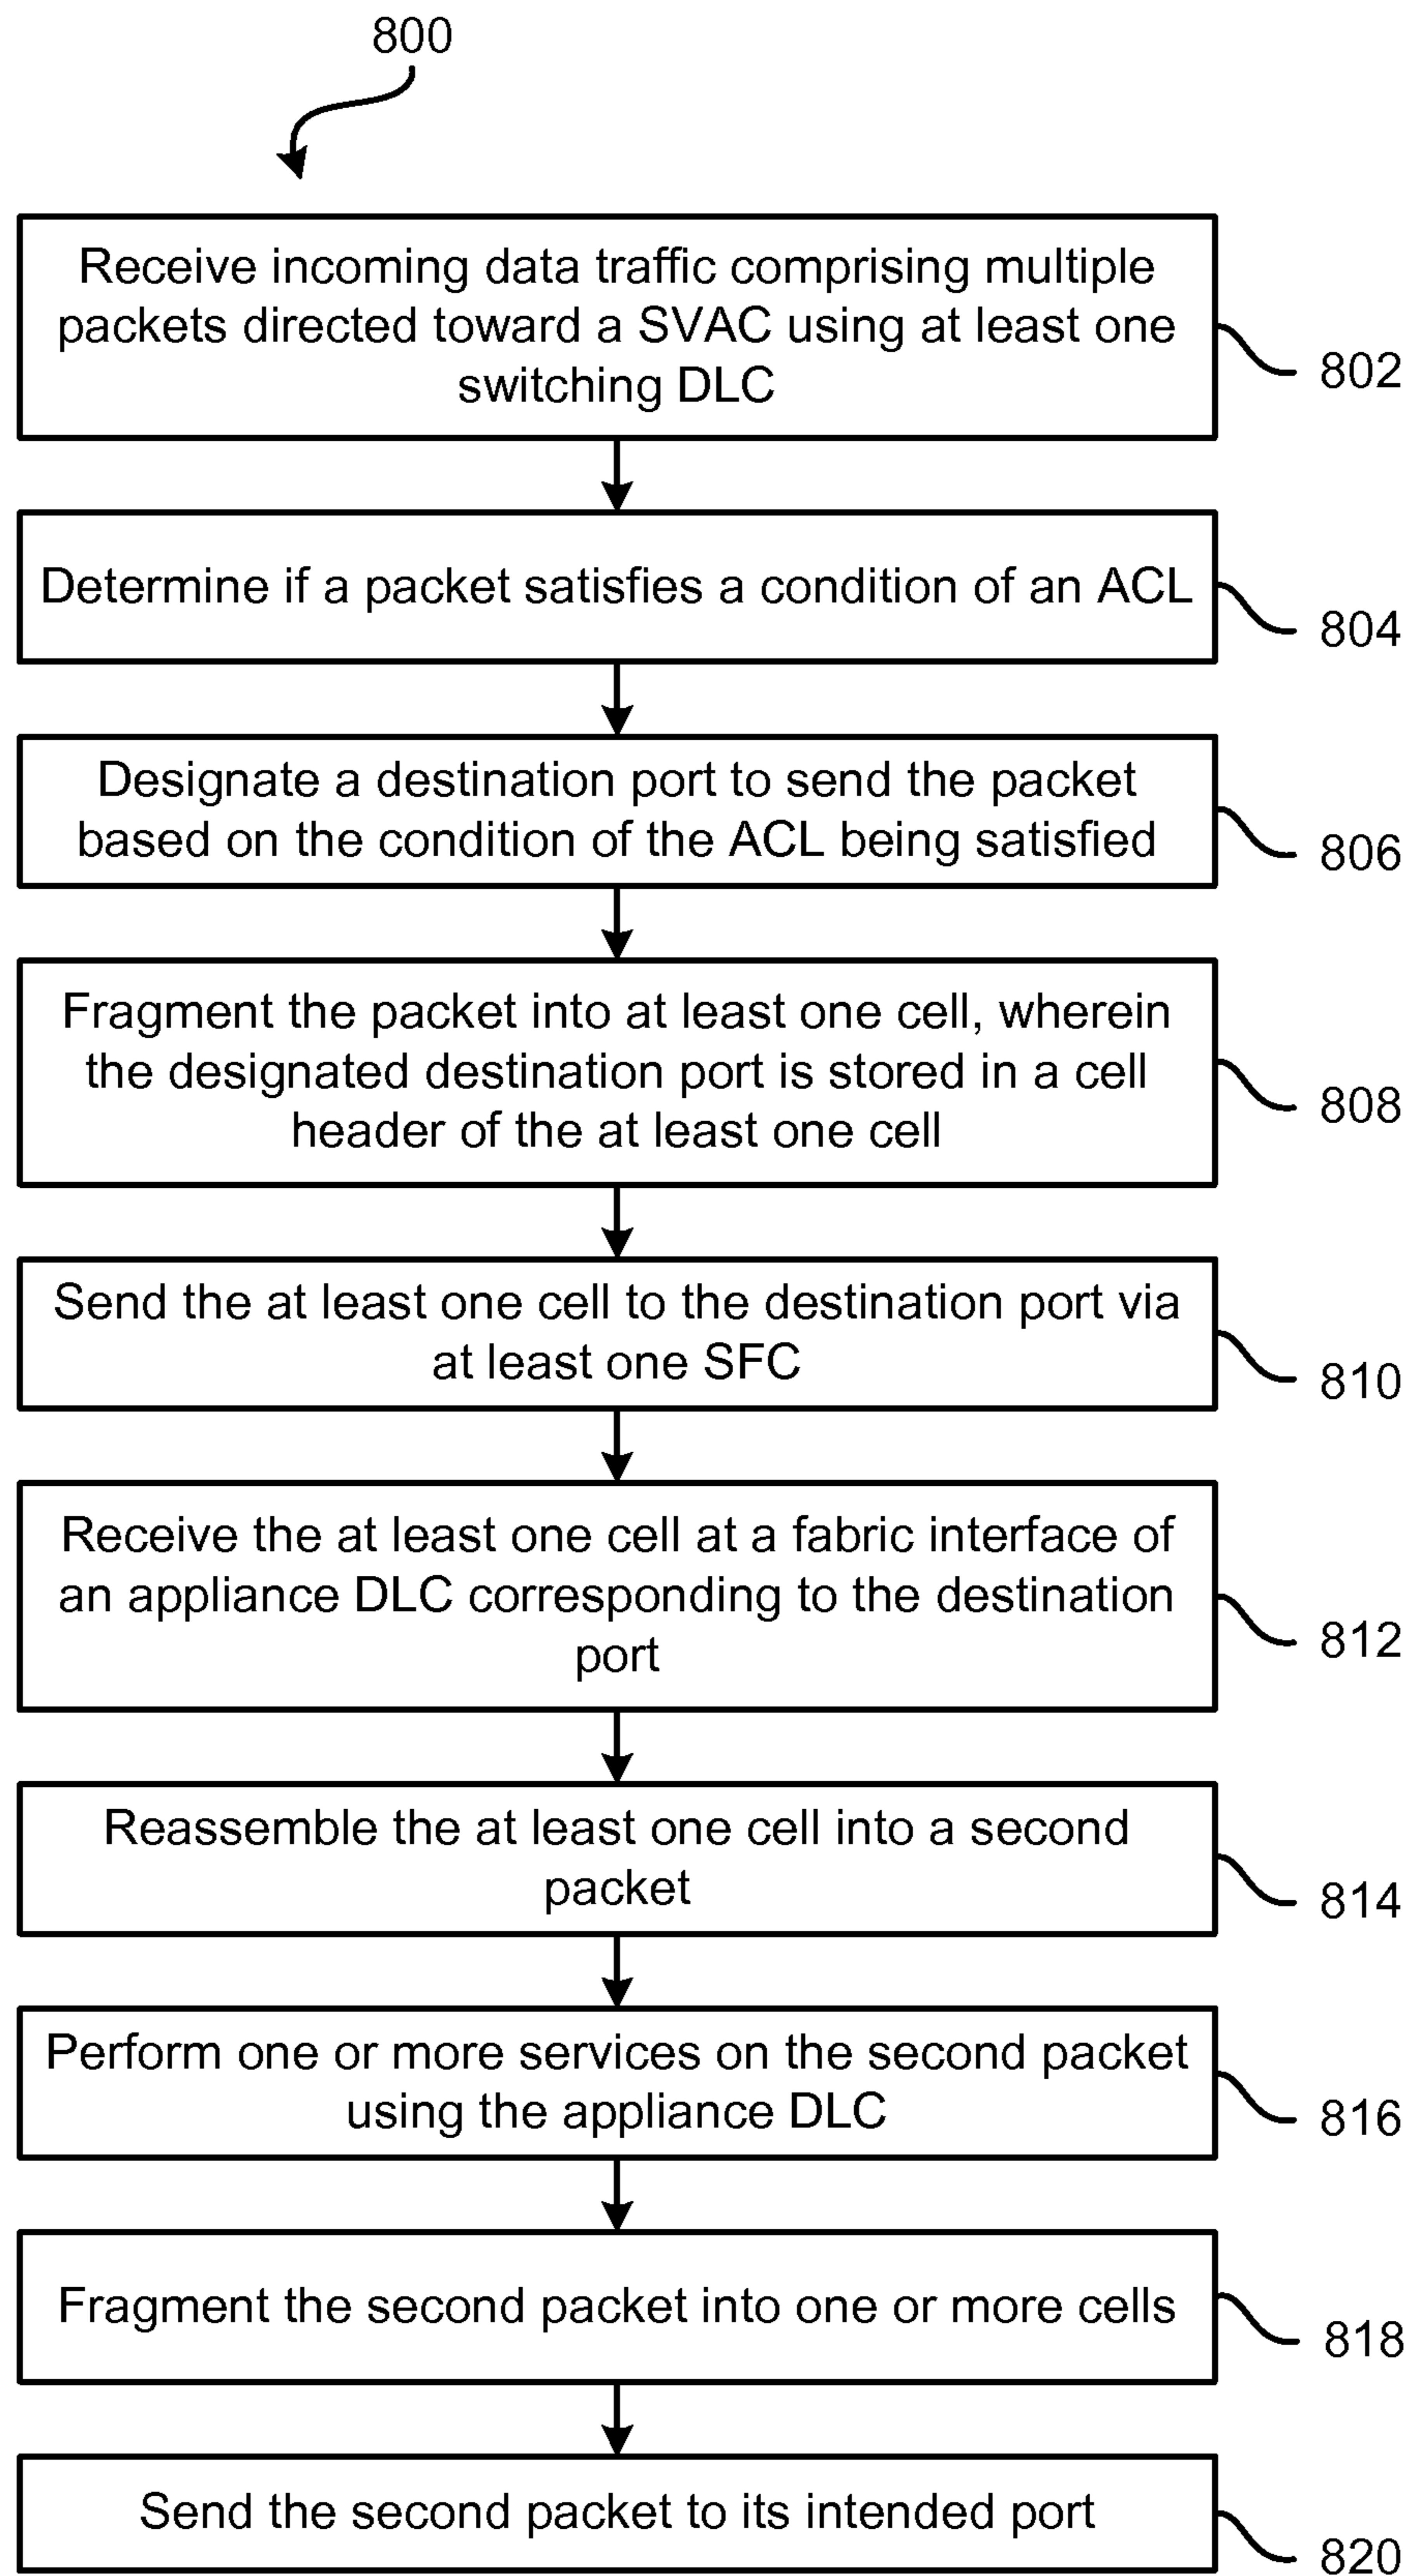 800
Receive incoming data traffic comprising multiple
packets directed toward a SVAC using at least one
switching DLC
802
Determine if a packet satisfies a condition of an ACL
804
Designate a destination port to send the packet
based on the condition of the ACL being satisfied
806
Fragment the packet into at least one cell, wherein
the designated destination port is stored in a cell
header of the at least one cell
808
Send the at least one cell to the destination port via
at least one SFC
810
Receive the at least one cell at a fabric interface of
an appliance DLC corresponding to the destination
port
812
Reassemble the at least one cell into a second
packet
814
Perform one or more services on the second packet
using the appliance DLC
816
Fragment the second packet into one or more cells
818
Send the second packet to its intended port
820